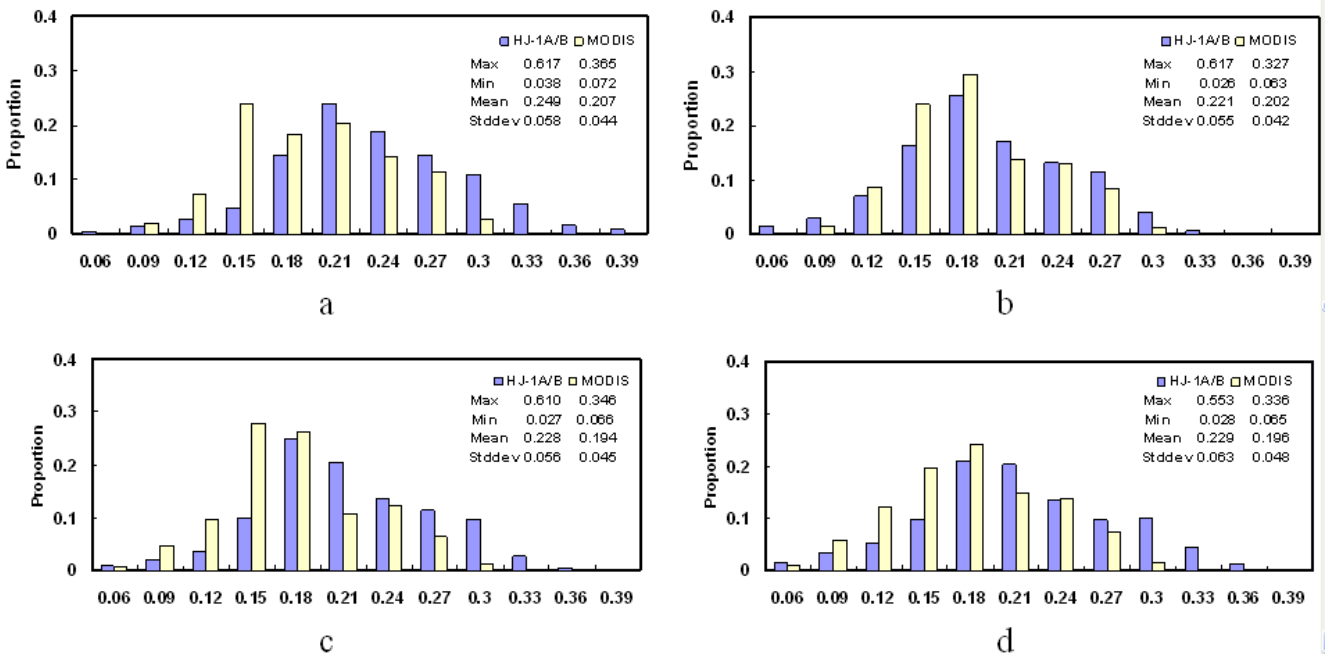 0.4
HJ-1A/B MODIS
Max 0.617 0.365
Min 0.038 0.072
Mean 0.249 0.207
Stddev 0.058 0.044
0.3
0.2
0.1
0
Proportion
0.06 0.09 0.12 0.15 0.18 0.21 0.24 0.27 0.3 0.33 0.36 0.39
a
0.4
HJ-1A/B MODIS
Max 0.617 0.327
Min 0.026 0.063
Mean 0.221 0.202
Stddev 0.055 0.042
0.3
0.2
0.1
0
Proportion
0.06 0.09 0.12 0.15 0.18 0.21 0.24 0.27 0.3 0.33 0.36 0.39
b
0.4
HJ-1A/B MODIS
Max 0.610 0.346
Min 0.027 0.066
Mean 0.228 0.194
Stddev 0.056 0.045
0.3
0.2
0.1
0
Proportion
0.06 0.09 0.12 0.15 0.18 0.21 0.24 0.27 0.3 0.33 0.36 0.39
c
0.4
HJ-1A/B MODIS
Max 0.553 0.336
Min 0.028 0.065
Mean 0.229 0.196
Stddev 0.063 0.048
0.3
0.2
0.1
0
Proportion
0.06 0.09 0.12 0.15 0.18 0.21 0.24 0.27 0.3 0.33 0.36 0.39
d